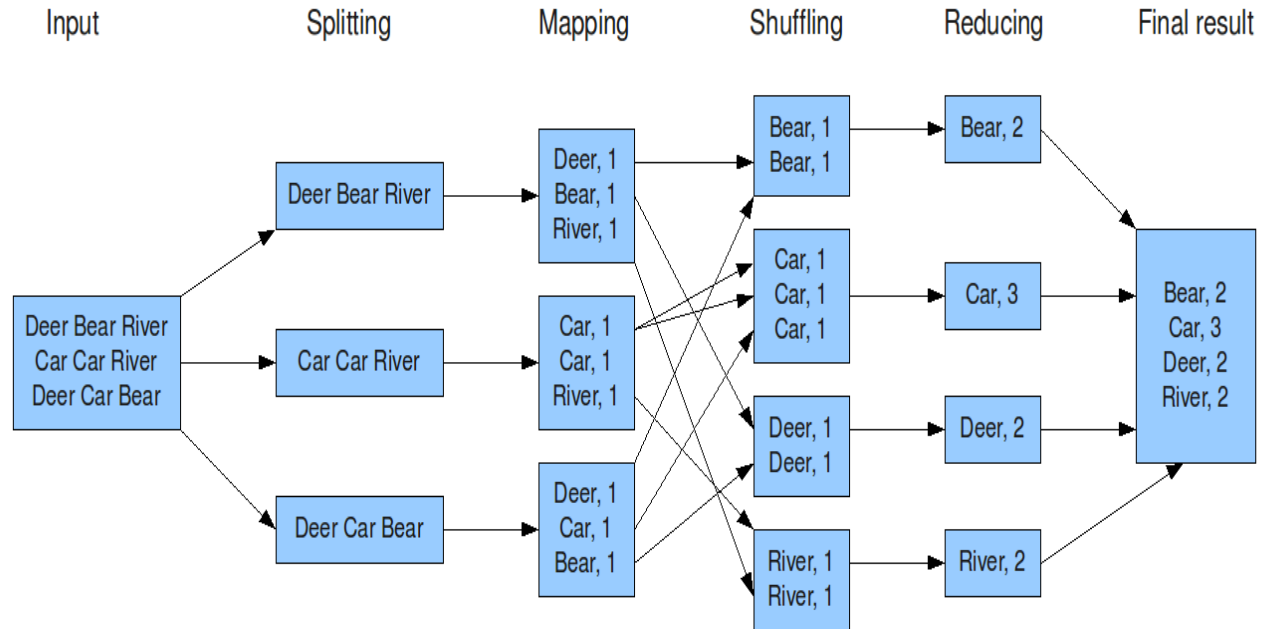 Input
Splitting
Mapping
Shuffling
Reducing
Final result
Deer Bear River
Car Car River
Deer Car Bear
Deer Bear River
Car Car River
Deer Car Bear
Deer, 1
Bear, 1
River, 1
Car, 1
Car, 1
River, 1
Deer, 1
Car, 1
Bear, 1
Bear, 1
Bear, 1
Car, 1
Car, 1
Car, 1
Deer, 1
Deer, 1
River, 1
River, 1
Bear, 2
Car, 3
Deer, 2
River, 2
Bear, 2
Car, 3
Deer, 2
River, 2